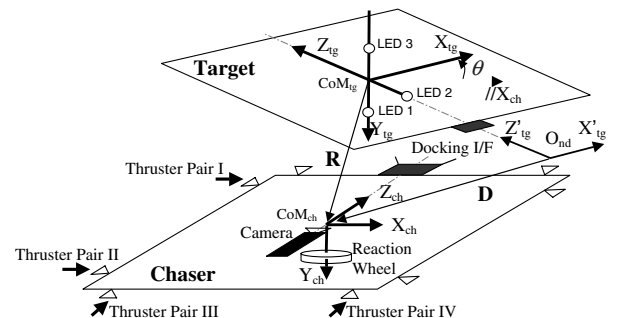 LED 3
Z_tg
X_tg
Target
θ
CoM_tg
LED 2
//X_ch
LED 1
Y_tg
Z'_tg
O_nd
X'_tg
Docking I/F
R
Thruster Pair I
Z_ch
D
CoM_ch
X_ch
Camera
Reaction
Wheel
Thruster Pair II
Chaser
Y_ch
Thruster Pair III
Thruster Pair IV